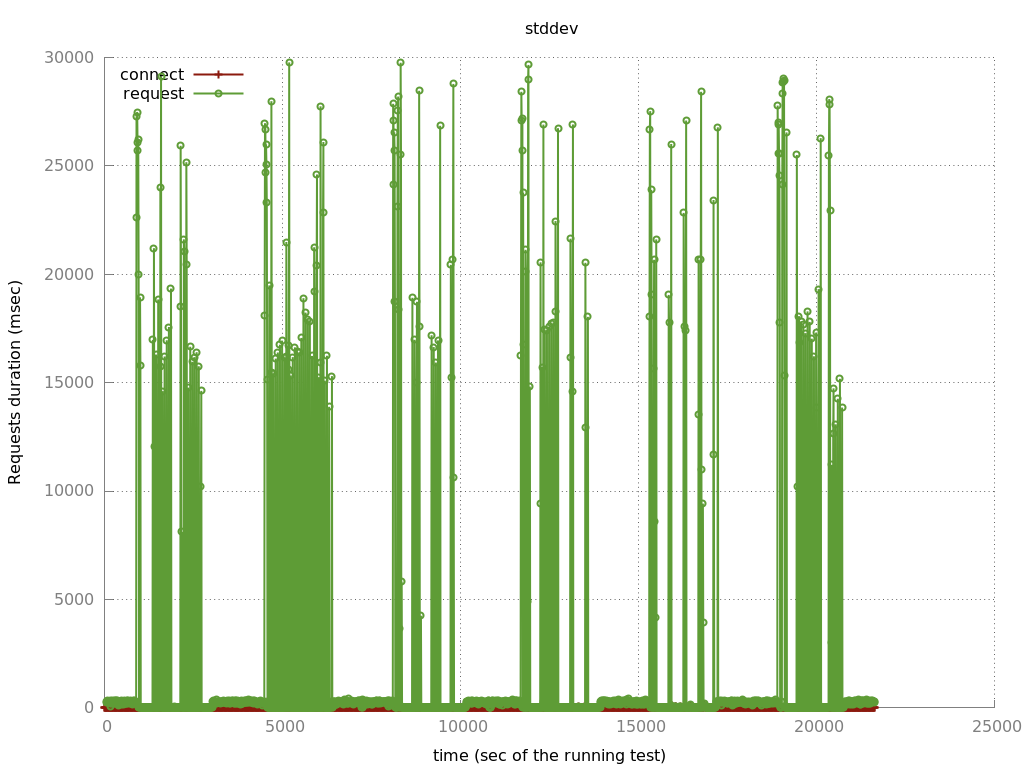 stddev
30000
connect
request
25000
20000
15000
10000
5000
0
0 5000 10000 15000 20000 25000
Requests duration (msec)
time (sec of the running test)